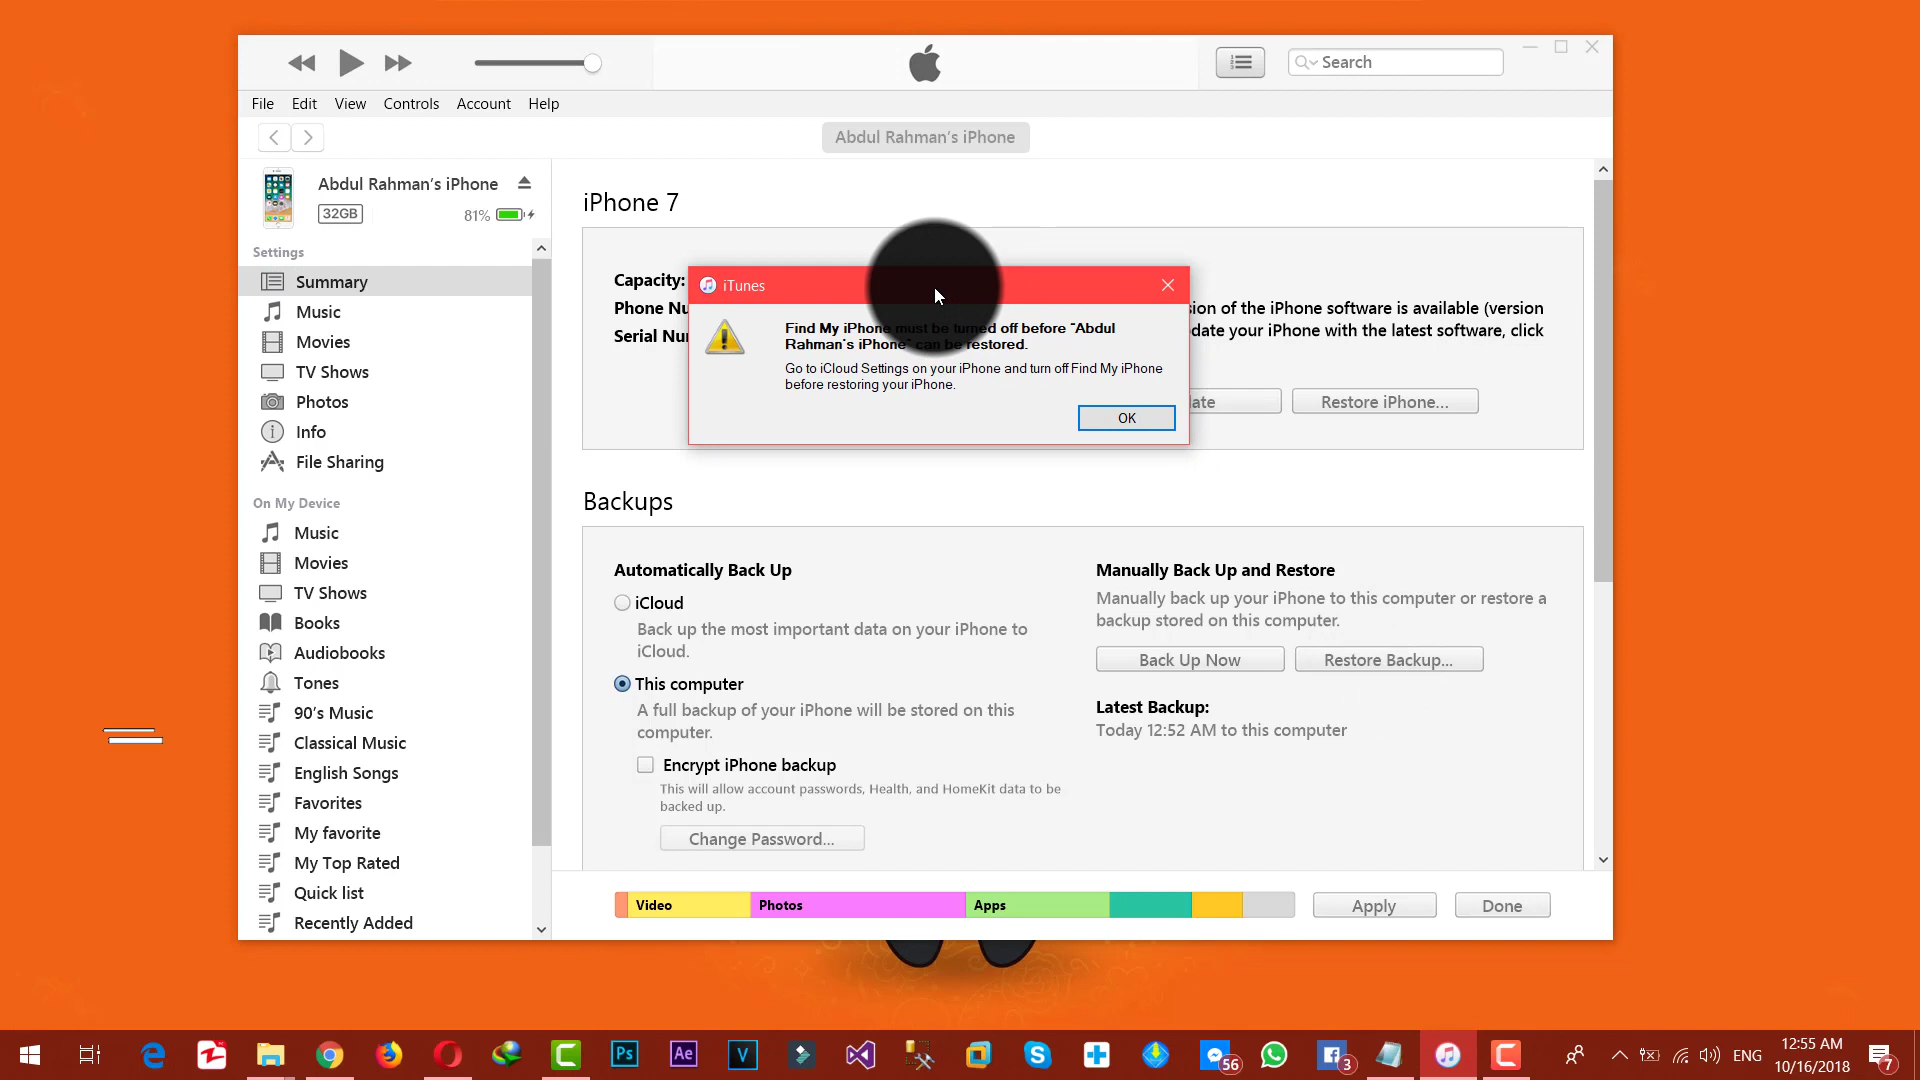 Search
File Edit View Controls Account Help
Abdul Rahman's iPhone
Abdul Rahman's iPhone
32GB
81%
Settings
Summary
Music
Movies
TV Shows
Photos
Info
File Sharing
On My Device
Music
Movies
TV Shows
Books
Audiobooks
Tones
90's Music
Classical Music
English Songs
Favorites
My favorite
My Top Rated
Quick list
Recently Added
iPhone 7
Capacity:
Phone Nu
Serial Nu
sion of the iPhone software is available (version
date your iPhone with the latest software, click
ate
Restore iPhone...
iTunes
Find My iPhone must be turned off before "Abdul
Rahman's iPhone" can be restored.
Go to iCloud Settings on your iPhone and turn off Find My iPhone
before restoring your iPhone.
OK
Backups
Automatically Back Up
iCloud
Back up the most important data on your iPhone to
iCloud.
This computer
A full backup of your iPhone will be stored on this
computer.
Encrypt iPhone backup
This will allow account passwords, Health, and HomeKit data to be
backed up.
Change Password...
Manually Back Up and Restore
Manually back up your iPhone to this computer or restore a
backup stored on this computer.
Back Up Now
Restore Backup...
Latest Backup:
Today 12:52 AM to this computer
Video
Photos
Apps
Apply
Done
Ps
Ae
V
56
3
ENG
12:55 AM
10/16/2018
7